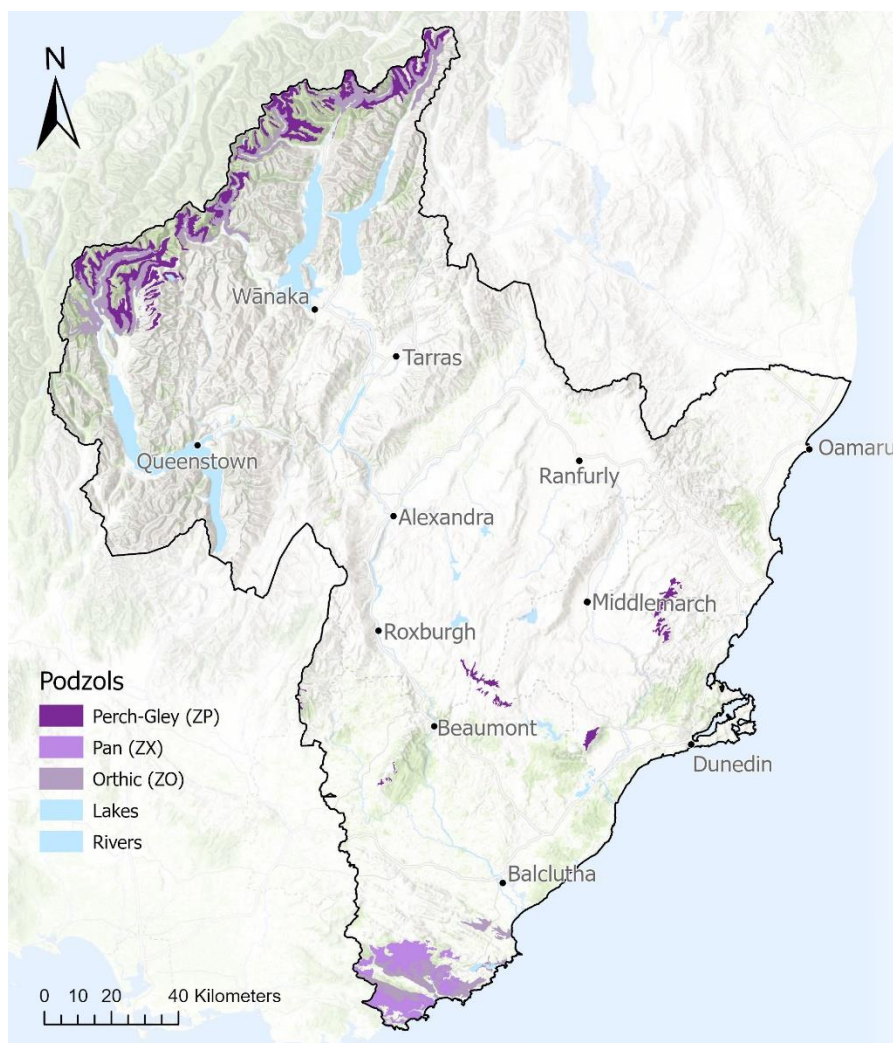 N
Wānaka
Tarras
Queenstown
Oamaru
Ranfurly
Alexandra
Middlemarch
Roxburgh
Podzols
Perch-Gley (ZP)
Pan (ZX)
Orthic (ZO)
Lakes
Rivers
Beaumont
Dunedin
Balclutha
0 10 20 40 Kilometers